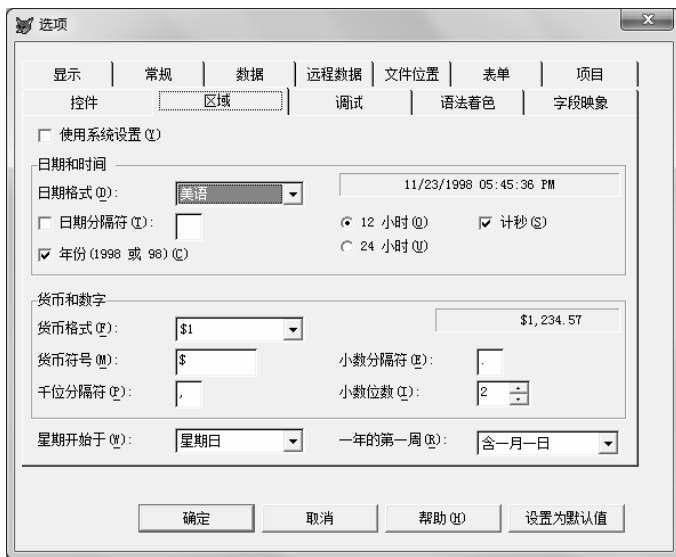 选项
显示 常规 数据 远程数据 文件位置 表单 项目
控件 区域 调试 语法着色 字段映象
使用系统设置(Y)
日期和时间
日期格式(D): 美语 11/23/1998 05:45:36 PM
日期分隔符(T): 12 小时(O) 计秒(S)
年份(1998 或 98)(C) 24 小时(U)
货币和数字
货币格式(F): $1 $1,234.57
货币符号(M): $ 小数分隔符(E): .
千位分隔符(P): , 小数位数(I): 2
星期开始于(W): 星期日 一年的第一周(R): 含一月一日
确定 取消 帮助(H) 设置为默认值